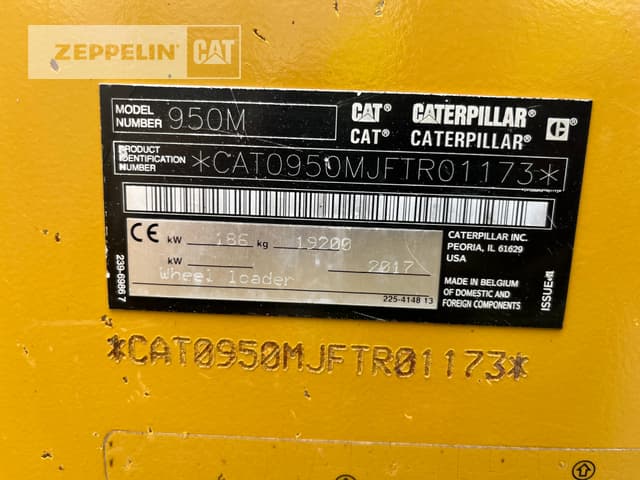 ZEPPELIN CAT
MODEL NUMBER 950M
CAT® CATERPILLAR®
CAT® CATERPILLAR® C®
PRODUCT IDENTIFICATION NUMBER *CAT0950MJFTR01173*
CE kW 186 kg 19200
kW 2017
Wheel loader
225-4148 13
CATERPILLAR INC.
PEORIA, IL 61629
USA
MADE IN BELGIUM
OF DOMESTIC AND
FOREIGN COMPONENTS
239-6986 7
*CAT0950MJFTR01173*